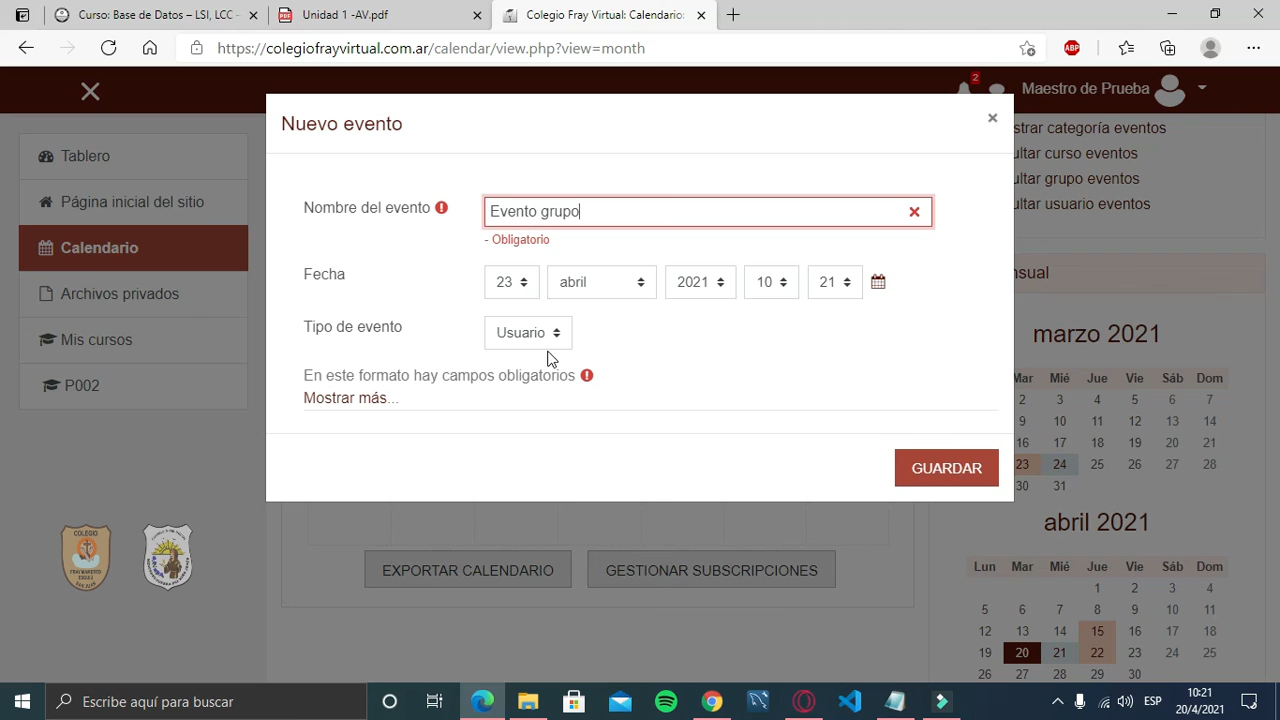 Curso: Base de Datos – LSI, LCC -
Unidad 1 -AV.pdf
Colegio Fray Virtual: Calendario:
https://colegiofrayvirtual.com.ar/calendar/view.php?view=month
ABP
2
Maestro de Prueba
Tablero
Página inicial del sitio
Calendario
Archivos privados
Mis cursos
P002
Nuevo evento
Nombre del evento
Evento grupo
- Obligatorio
Fecha
23 abril 2021 10 21
Tipo de evento
Usuario
En este formato hay campos obligatorios
Mostrar más...
GUARDAR
EXPORTAR CALENDARIO
GESTIONAR SUBSCRIPCIONES
strar categoría eventos
ultar curso eventos
ultar grupo eventos
ultar usuario eventos
nsual
marzo 2021
Mar Mié Jue Vie Sáb Dom
2 3 4 5 6 7
9 10 11 12 13 14
16 17 18 19 20 21
23 24 25 26 27 28
30 31
abril 2021
Lun Mar Mié Jue Vie Sáb Dom
1 2 3 4
5 6 7 8 9 10 11
12 13 14 15 16 17 18
19 20 21 22 23 24 25
26 27 28 29 30
COLEGIO
Escribe aquí para buscar
ESP
10:21
20/4/2021